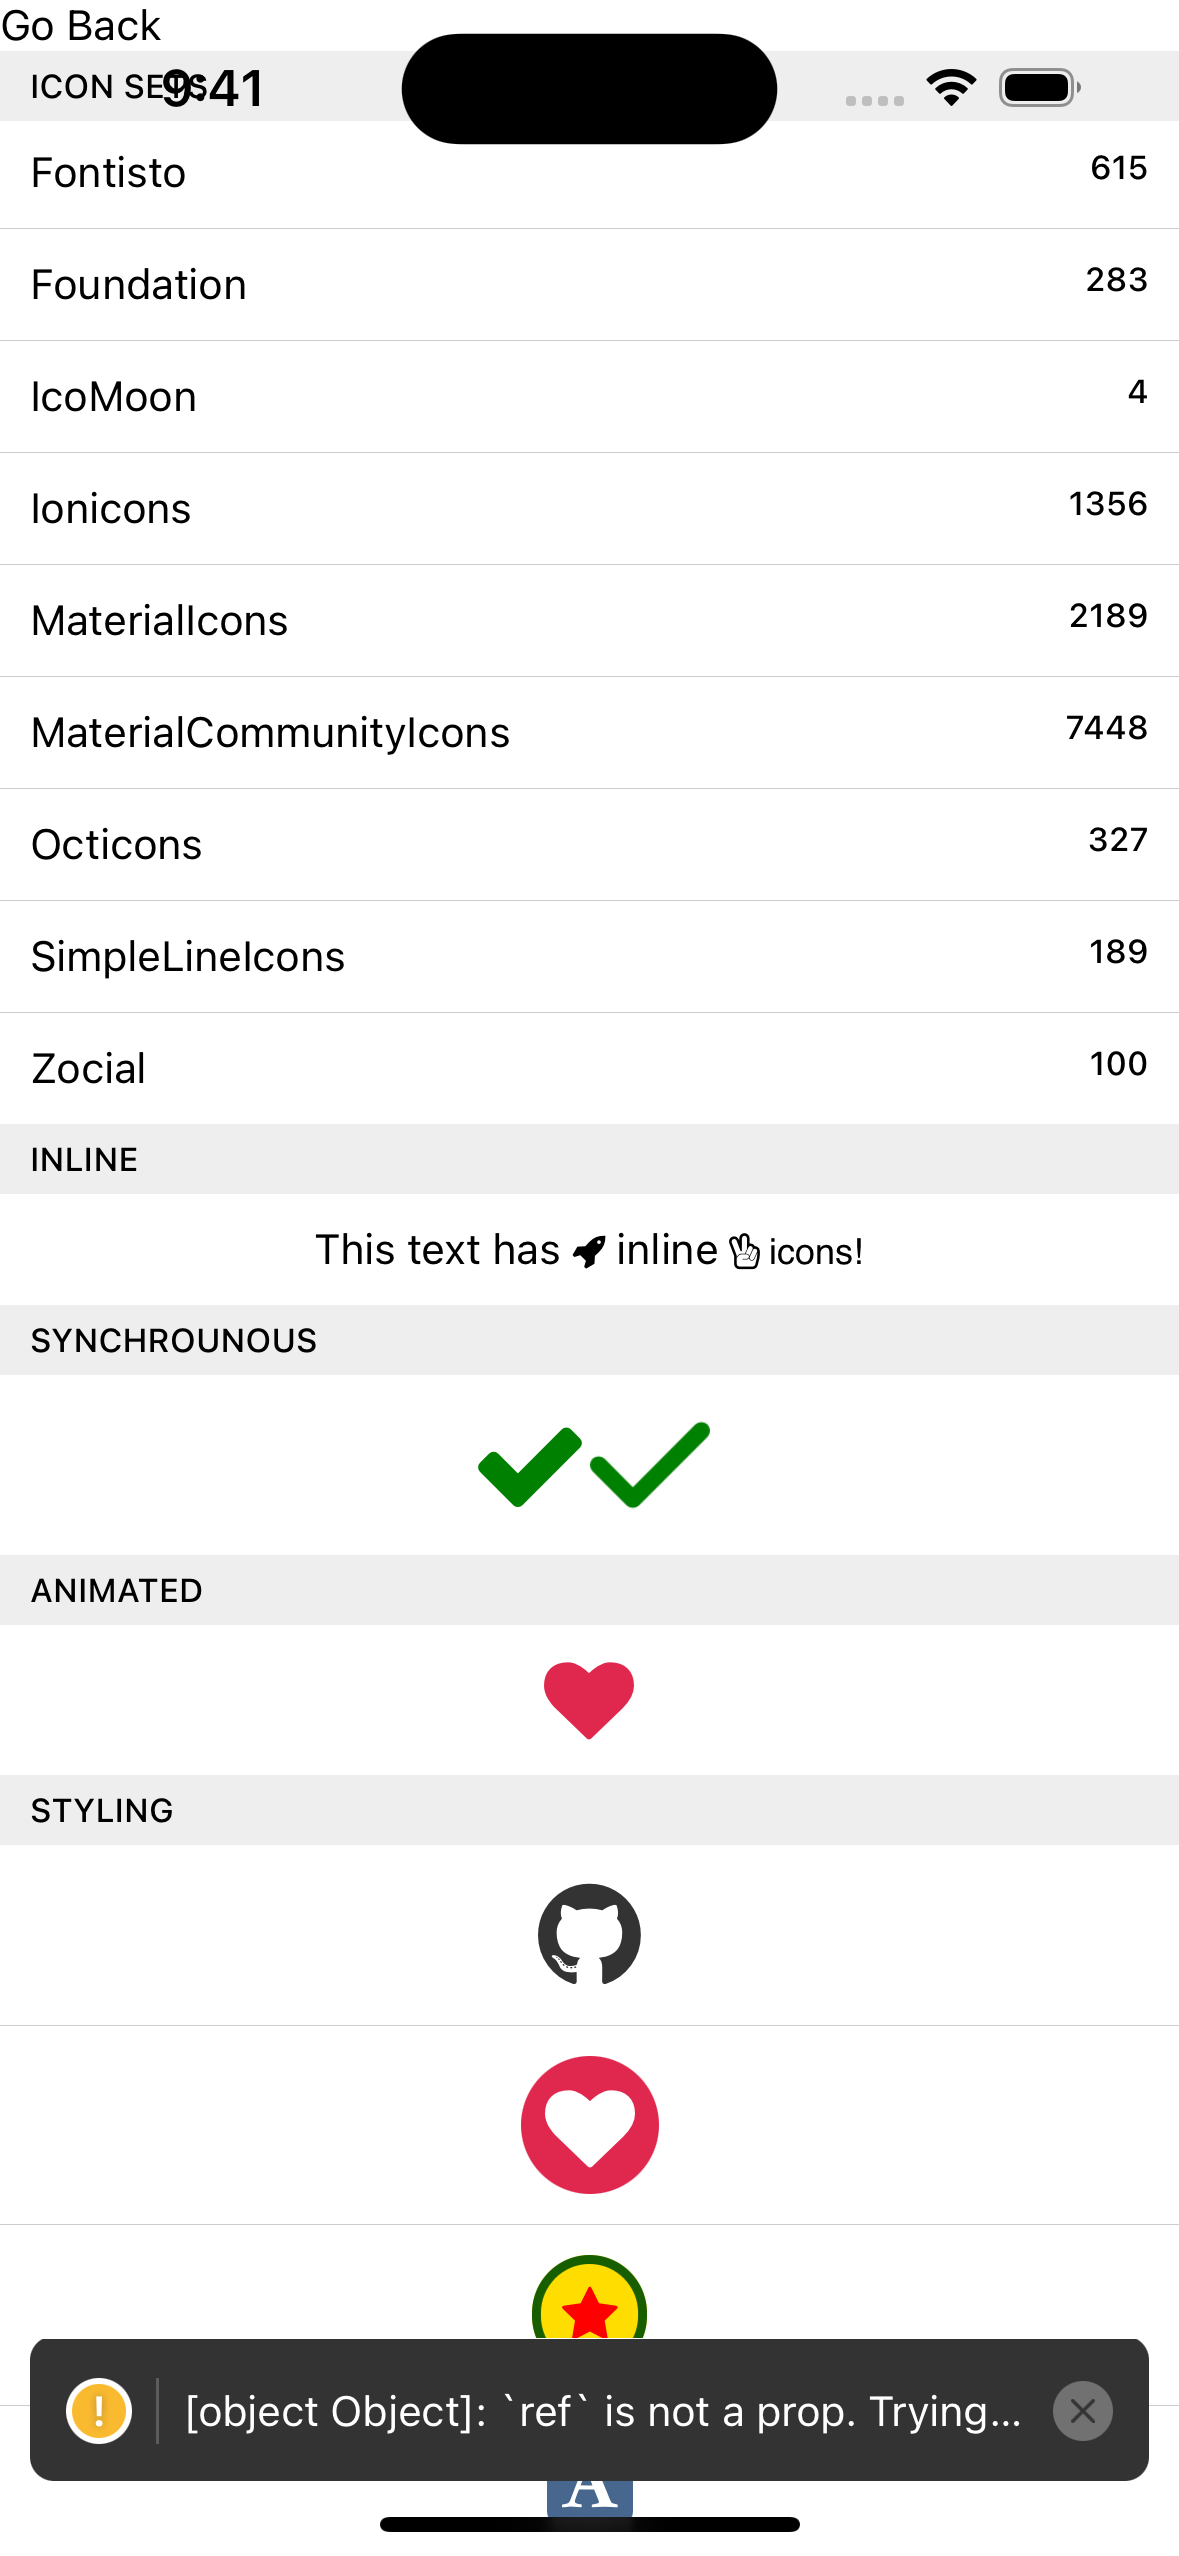 Go Back
ICON SETS
9:41
Fontisto 615
Foundation 283
IcoMoon 4
Ionicons 1356
MaterialIcons 2189
MaterialCommunityIcons 7448
Octicons 327
SimpleLineIcons 189
Zocial 100
INLINE
This text has inline icons!
SYNCHROUNOUS
ANIMATED
STYLING
[object Object]: `ref` is not a prop. Trying...
A